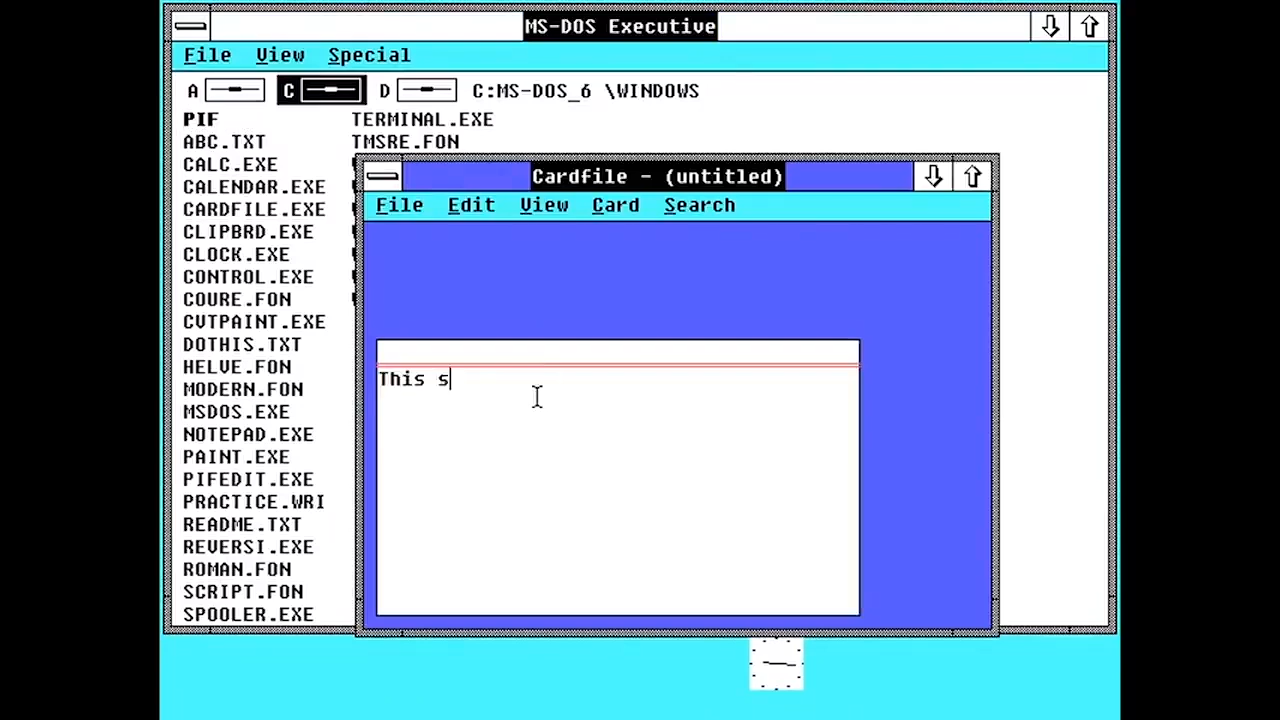 MS-DOS Executive
File View Special
A C D C:MS-DOS_6 \WINDOWS
PIF TERMINAL.EXE
ABC.TXT TMSRE.FON
CALC.EXE
CALENDAR.EXE
CARDFILE.EXE
CLIPBRD.EXE
CLOCK.EXE
CONTROL.EXE
COURE.FON
CVTPAINT.EXE
DOTHIS.TXT
HELVE.FON
MODERN.FON
MSDOS.EXE
NOTEPAD.EXE
PAINT.EXE
PIFEDIT.EXE
PRACTICE.WRI
README.TXT
REVERSI.EXE
ROMAN.FON
SCRIPT.FON
SPOOLER.EXE
Cardfile - (untitled)
File Edit View Card Search
This s